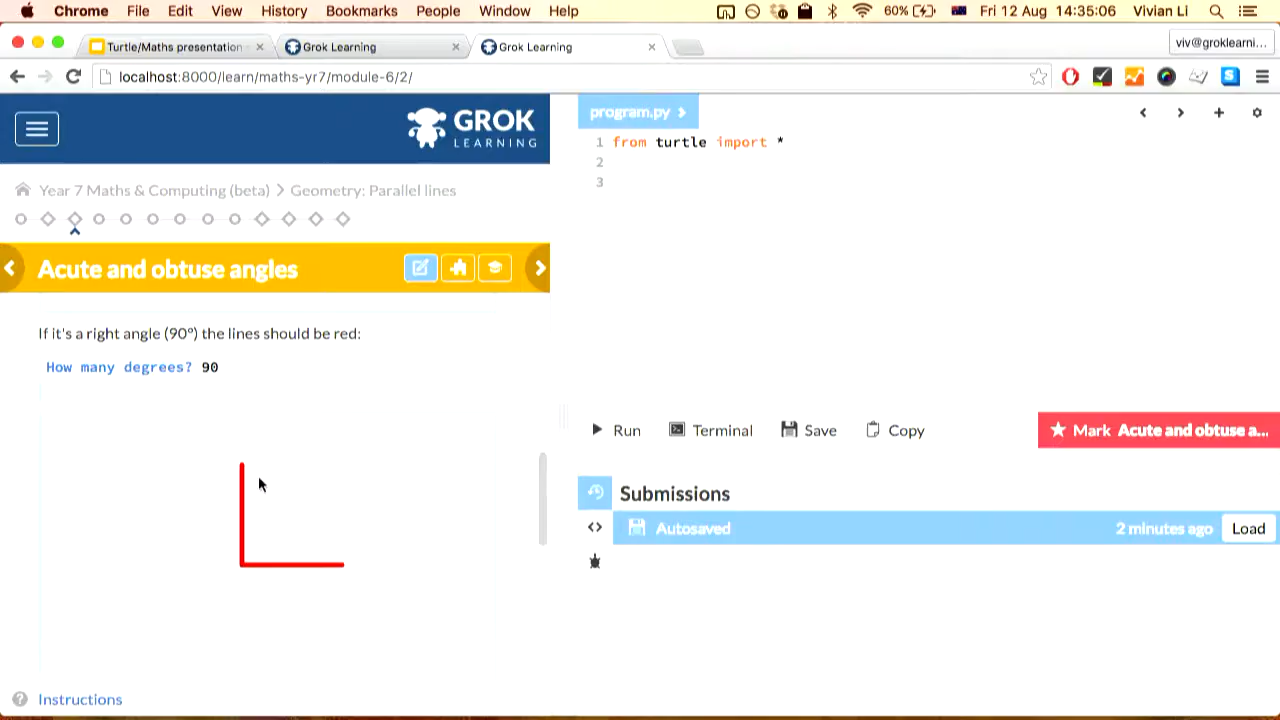 Chrome File Edit View History Bookmarks People Window Help 60% Fri 12 Aug 14:35:06 Vivian Li
Turtle/Maths presentation × Grok Learning × Grok Learning × viv@groklearni...
localhost:8000/learn/maths-yr7/module-6/2/
GROK
LEARNING
Year 7 Maths & Computing (beta) > Geometry: Parallel lines
Acute and obtuse angles
If it's a right angle (90°) the lines should be red:
How many degrees? 90
Instructions
program.py
1 from turtle import *
2
3
Run Terminal Save Copy Mark Acute and obtuse a...
Submissions
Autosaved 2 minutes ago Load